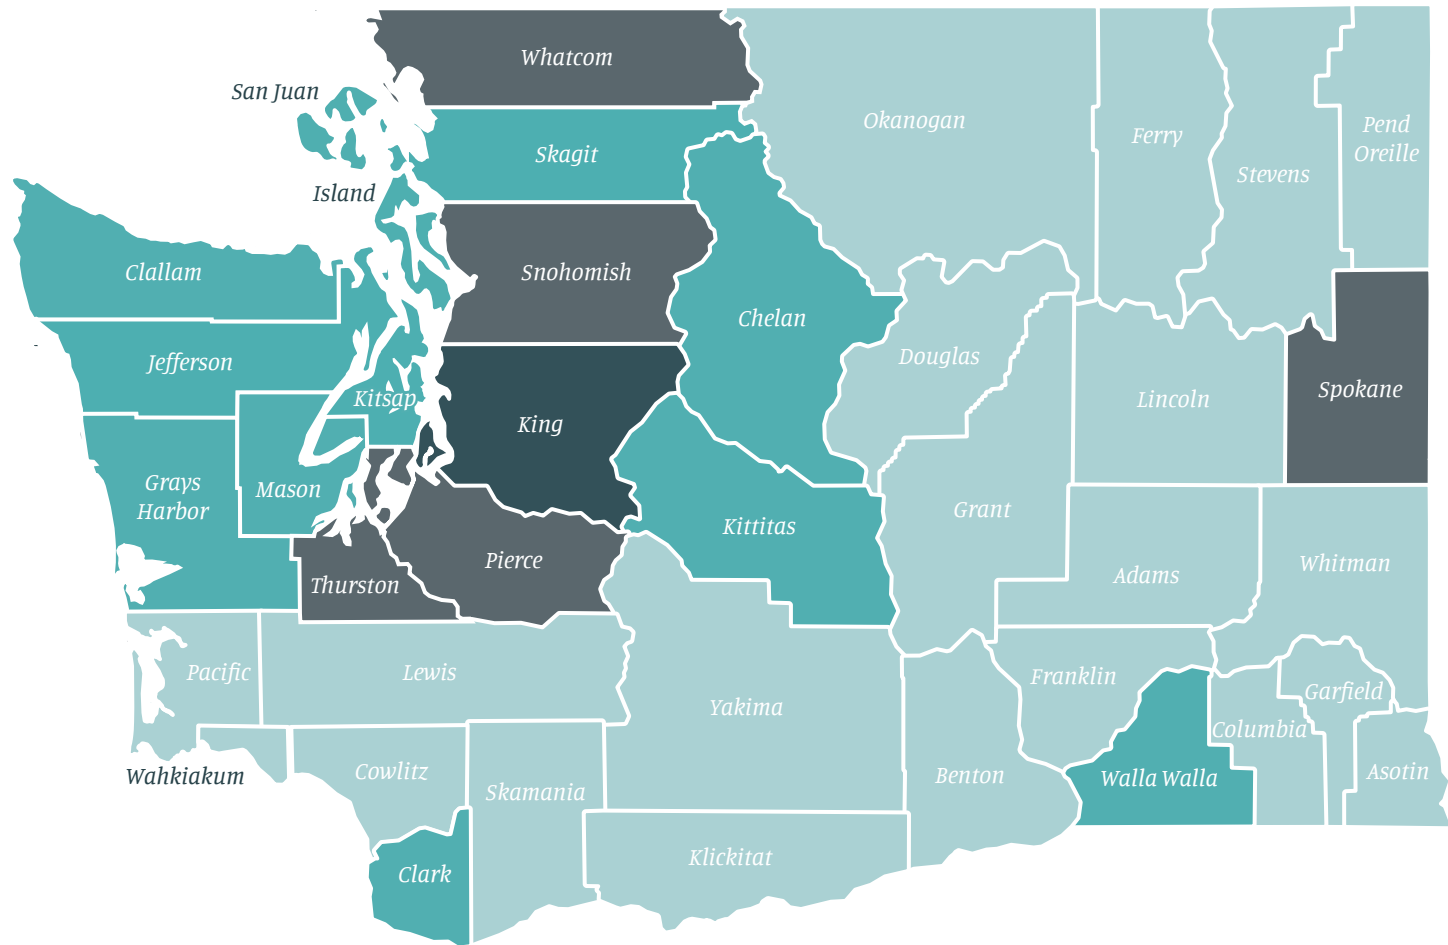 Whatcom
San Juan
Okanogan
Ferry
Pend
Oreille
Skagit
Stevens
Island
Clallam
Snohomish
Chelan
Jefferson
Douglas
Kitsap
Lincoln
Spokane
King
Grays
Harbor
Mason
Grant
Kittitas
Pierce
Whitman
Adams
Thurston
Pacific
Lewis
Franklin
Garfield
Yakima
Columbia
Wahkiakum
Cowlitz
Skamania
Benton
Walla Walla
Asotin
Klickitat
Clark